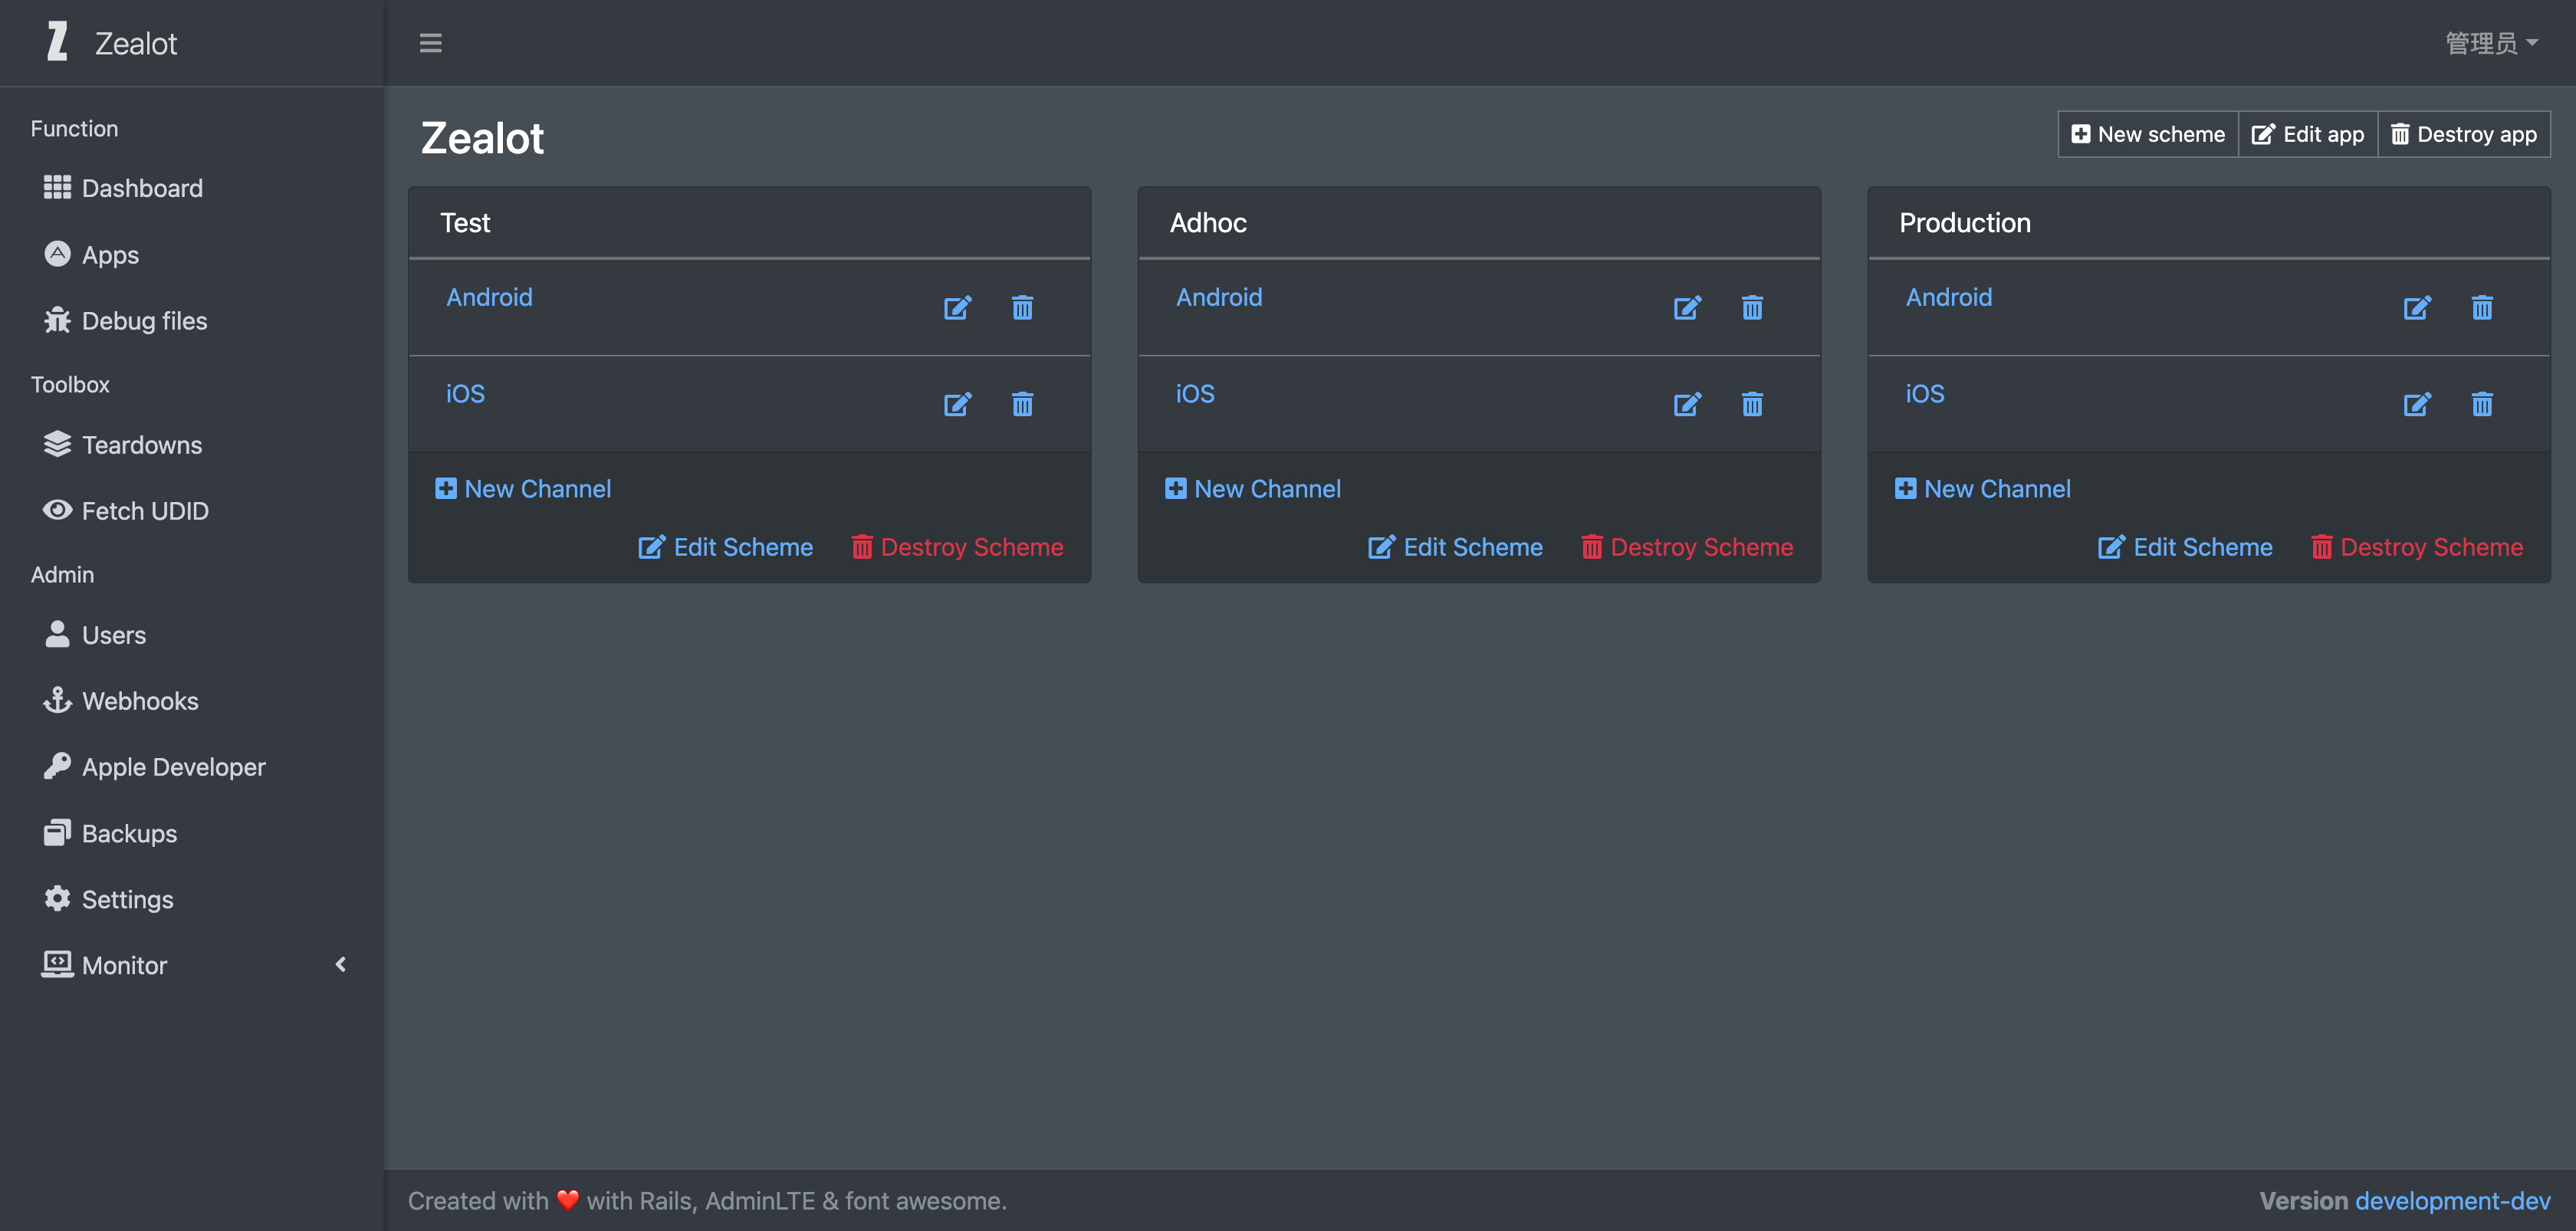 Zealot
管理员
Function
Dashboard
Apps
Debug files
Toolbox
Teardowns
Fetch UDID
Admin
Users
Webhooks
Apple Developer
Backups
Settings
Monitor
Zealot
New scheme Edit app Destroy app
Test
Android
iOS
New Channel
Edit Scheme Destroy Scheme
Adhoc
Android
iOS
New Channel
Edit Scheme Destroy Scheme
Production
Android
iOS
New Channel
Edit Scheme Destroy Scheme
Created with ❤️ with Rails, AdminLTE & font awesome.
Version development-dev